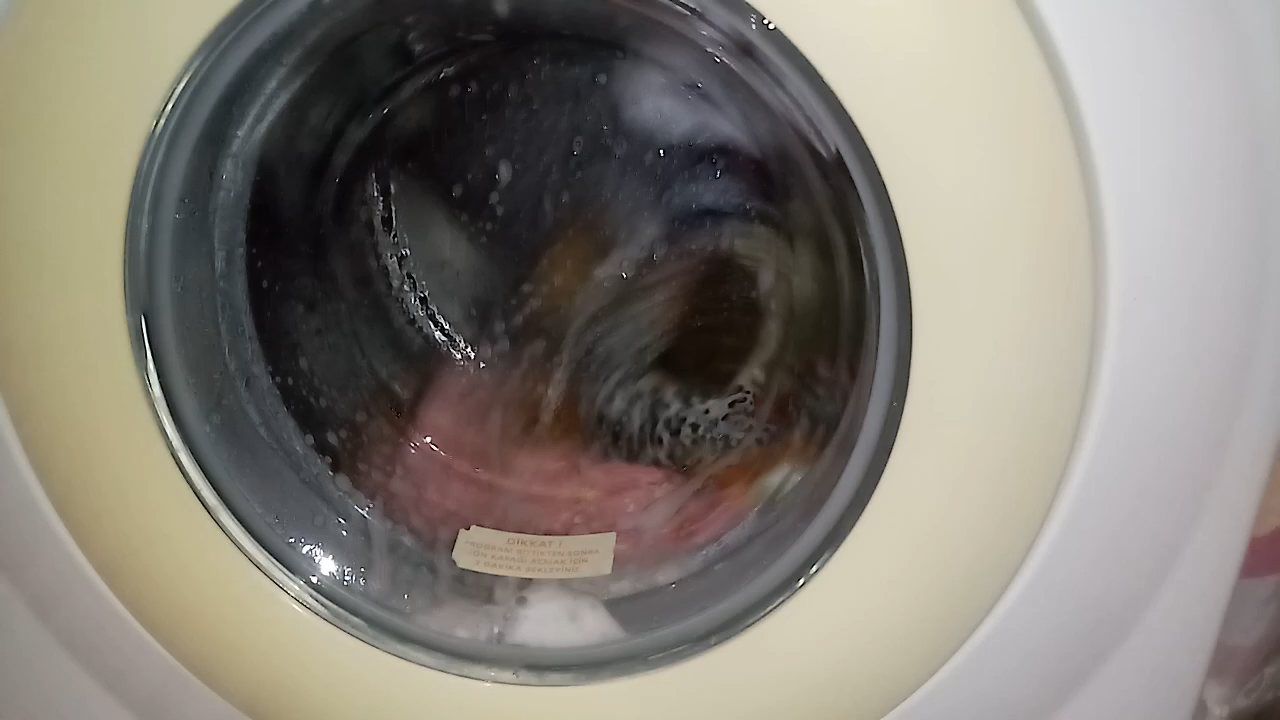 DİKKAT !
PROGRAM BİTTİKTEN SONRA
ÖN KAPAĞI AÇMAK İÇİN
2 DAKİKA BEKLEYİNİZ.